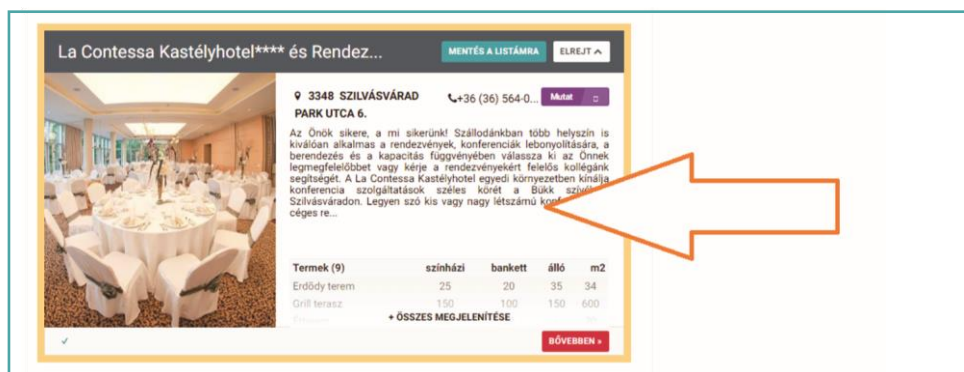 La Contessa Kastélyhotel**** és Rendez...
MENTÉS A LISTÁMRA
ELREJT
3348 SZILVÁSVÁRAD
PARK UTCA 6.
+36 (36) 564-0...
Mutat
Az Önök sikere, a mi sikerünk! Szállodánkban több helyszín is
kiválóan alkalmas a rendezvények, konferenciák lebonyolítására, a
berendezés és a kapacitás függvényében válassza ki az Önnek
legmegfelelőbbet vagy kérje a rendezvényekért felelős kollégánk
segítségét. A La Contessa Kastélyhotel egyedi környezetben kínálja
konferencia szolgáltatások széles körét a Bükk
Szilvásváradon. Legyen szó kis vagy nagy létszámú
céges re...
Termek (9) színházi bankett álló m2
Erdődy terem 25 20 35 34
Grill terasz 150 100 150 600
+ ÖSSZES MEGJELENÍTÉSE
BŐVEBBEN »